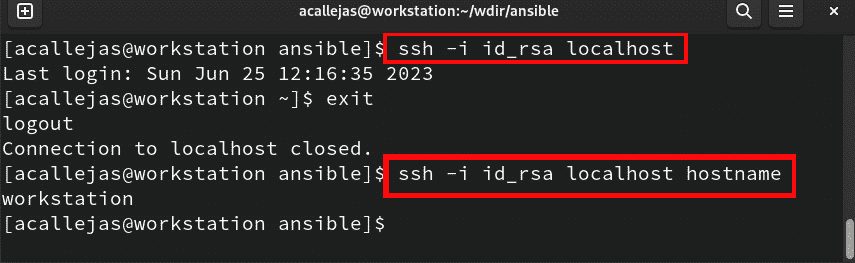 acallejas@workstation:~/wdir/ansible
[acallejas@workstation ansible]$ ssh -i id_rsa localhost
Last login: Sun Jun 25 12:16:35 2023
[acallejas@workstation ~]$ exit
logout
Connection to localhost closed.
[acallejas@workstation ansible]$ ssh -i id_rsa localhost hostname
workstation
[acallejas@workstation ansible]$